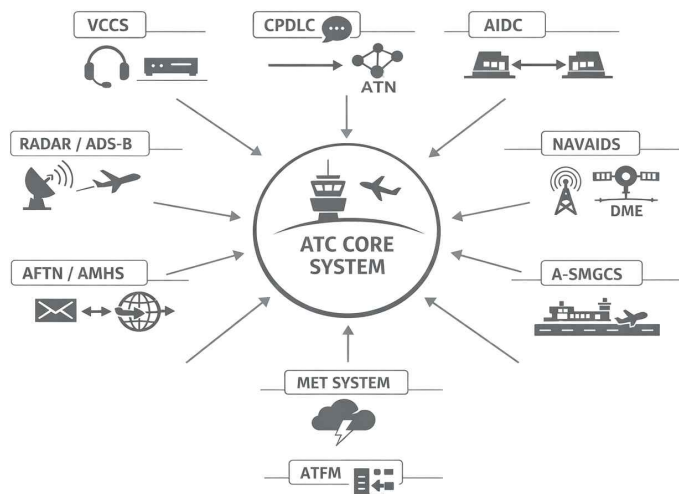 VCCS
CPDLC
AIDC
ATN
RADAR / ADS-B
NAVAIDS
DME
ATC CORE
SYSTEM
AFTN / AMHS
A-SMGCS
MET SYSTEM
ATFM